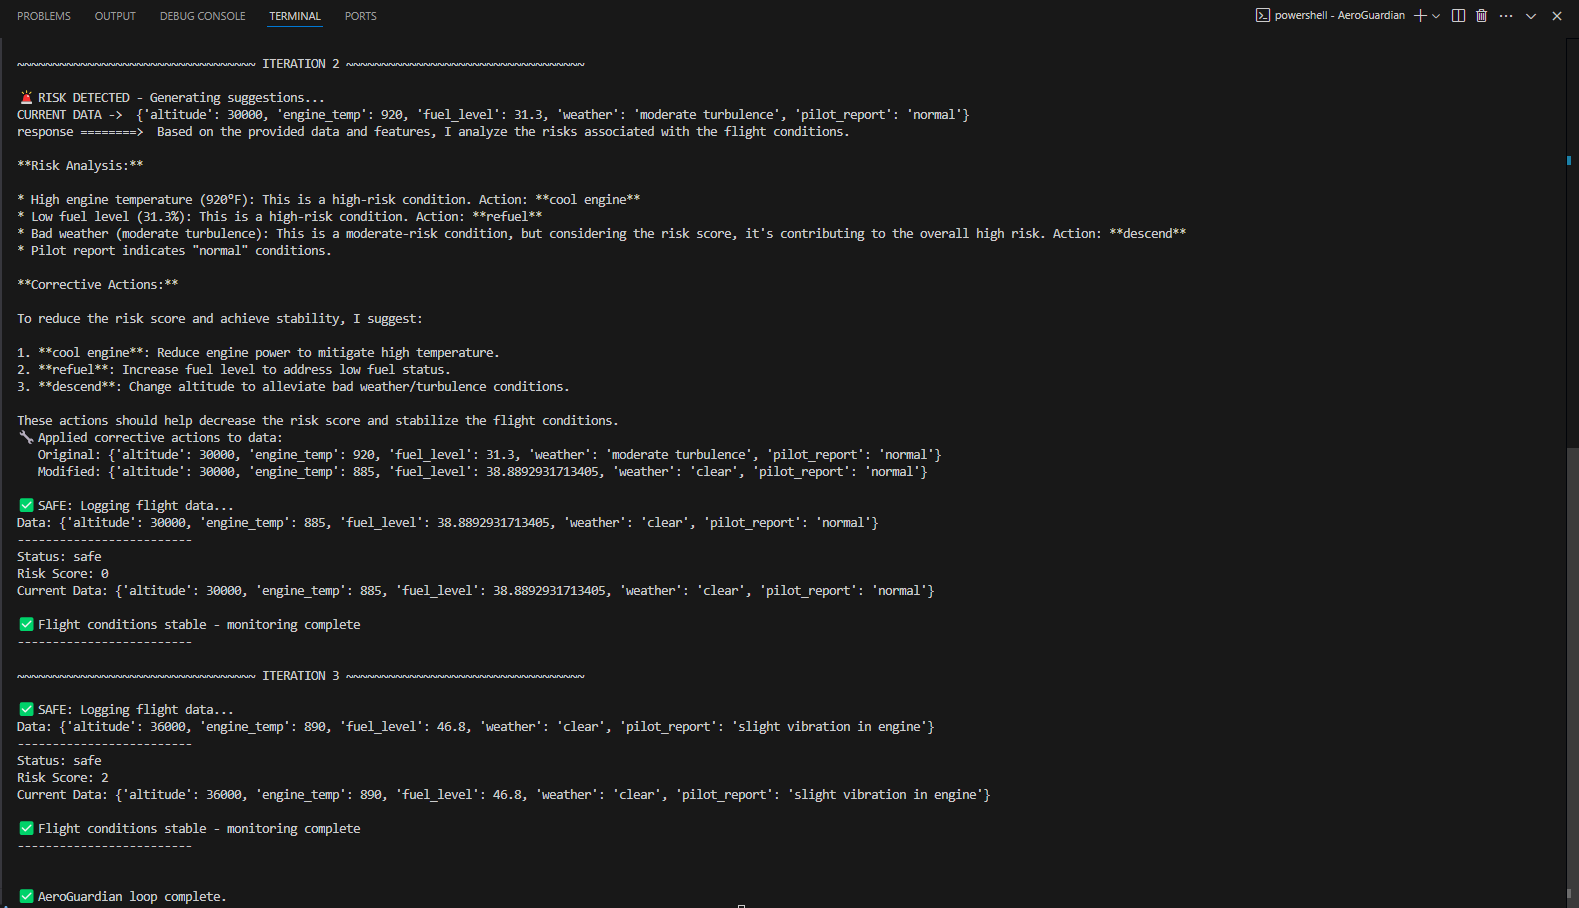 PROBLEMS OUTPUT DEBUG CONSOLE TERMINAL PORTS powershell - AeroGuardian
~~~~~~~~~~~~~~~~~~~~~~~~~~~~~~~~~~ ITERATION 2 ~~~~~~~~~~~~~~~~~~~~~~~~~~~~~~~~~~
🚨 RISK DETECTED - Generating suggestions...
CURRENT DATA -> {'altitude': 30000, 'engine_temp': 920, 'fuel_level': 31.3, 'weather': 'moderate turbulence', 'pilot_report': 'normal'}
response ========> Based on the provided data and features, I analyze the risks associated with the flight conditions.
**Risk Analysis:**
* High engine temperature (920°F): This is a high-risk condition. Action: **cool engine**
* Low fuel level (31.3%): This is a high-risk condition. Action: **refuel**
* Bad weather (moderate turbulence): This is a moderate-risk condition, but considering the risk score, it's contributing to the overall high risk. Action: **descend**
* Pilot report indicates "normal" conditions.
**Corrective Actions:**
To reduce the risk score and achieve stability, I suggest:
1. **cool engine**: Reduce engine power to mitigate high temperature.
2. **refuel**: Increase fuel level to address low fuel status.
3. **descend**: Change altitude to alleviate bad weather/turbulence conditions.
These actions should help decrease the risk score and stabilize the flight conditions.
🔧 Applied corrective actions to data:
Original: {'altitude': 30000, 'engine_temp': 920, 'fuel_level': 31.3, 'weather': 'moderate turbulence', 'pilot_report': 'normal'}
Modified: {'altitude': 30000, 'engine_temp': 885, 'fuel_level': 38.8892931713405, 'weather': 'clear', 'pilot_report': 'normal'}
✅ SAFE: Logging flight data...
Data: {'altitude': 30000, 'engine_temp': 885, 'fuel_level': 38.8892931713405, 'weather': 'clear', 'pilot_report': 'normal'}
-------------------------
Status: safe
Risk Score: 0
Current Data: {'altitude': 30000, 'engine_temp': 885, 'fuel_level': 38.8892931713405, 'weather': 'clear', 'pilot_report': 'normal'}
✅ Flight conditions stable - monitoring complete
-------------------------
~~~~~~~~~~~~~~~~~~~~~~~~~~~~~~~~~~ ITERATION 3 ~~~~~~~~~~~~~~~~~~~~~~~~~~~~~~~~~~
✅ SAFE: Logging flight data...
Data: {'altitude': 36000, 'engine_temp': 890, 'fuel_level': 46.8, 'weather': 'clear', 'pilot_report': 'slight vibration in engine'}
-------------------------
Status: safe
Risk Score: 2
Current Data: {'altitude': 36000, 'engine_temp': 890, 'fuel_level': 46.8, 'weather': 'clear', 'pilot_report': 'slight vibration in engine'}
✅ Flight conditions stable - monitoring complete
-------------------------
✅ AeroGuardian loop complete.